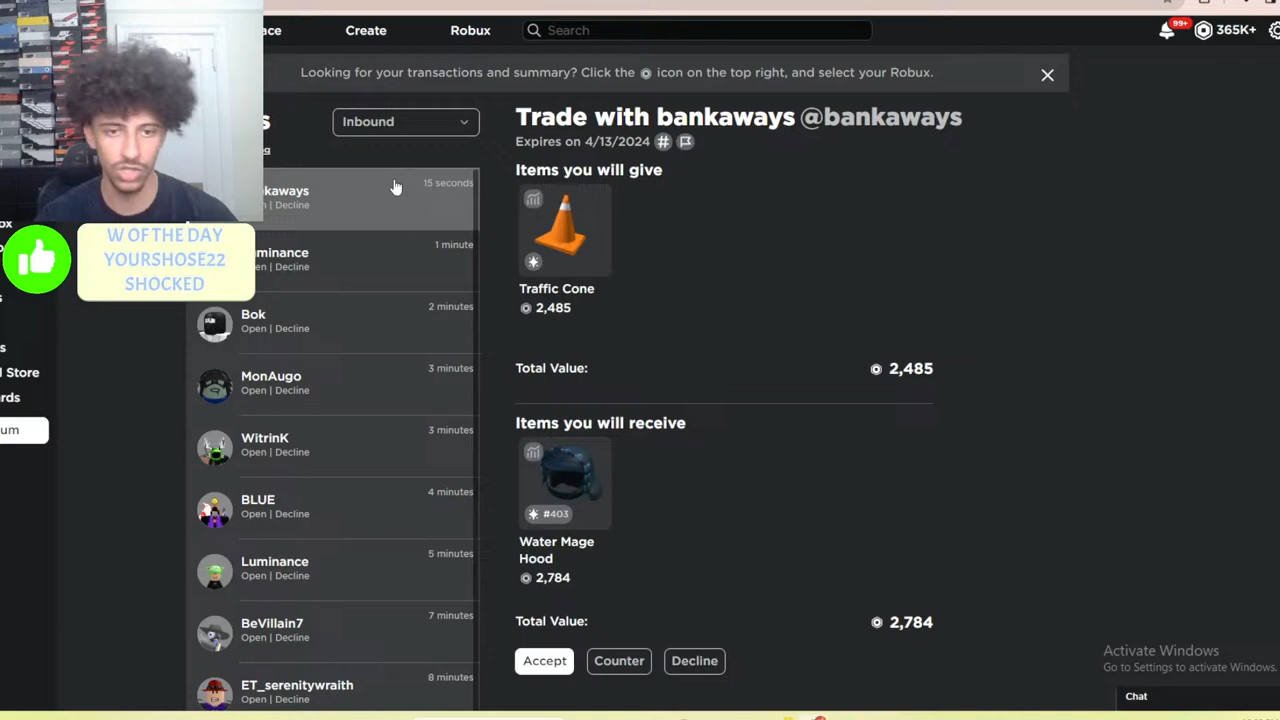 ace
Create
Robux
Search
99+
365K+
Looking for your transactions and summary? Click the icon on the top right, and select your Robux.
Inbound
Trade with bankaways @bankaways
Expires on 4/13/2024
Items you will give
Traffic Cone
2,485
Total Value:
2,485
Items you will receive
#403
Water Mage
Hood
2,784
Total Value:
2,784
Accept
Counter
Decline
kaways
15 seconds
Decline
minance
1 minute
en | Decline
Bok
2 minutes
Open | Decline
MonAugo
3 minutes
Open | Decline
WitrinK
3 minutes
Open | Decline
BLUE
4 minutes
Open | Decline
Luminance
5 minutes
Open | Decline
BeVillain7
7 minutes
Open | Decline
ET_serenitywraith
8 minutes
Open | Decline
W OF THE DAY
YOURSHOSE22
SHOCKED
ox
s
s
l Store
rds
um
Activate Windows
Go to Settings to activate Windows.
Chat